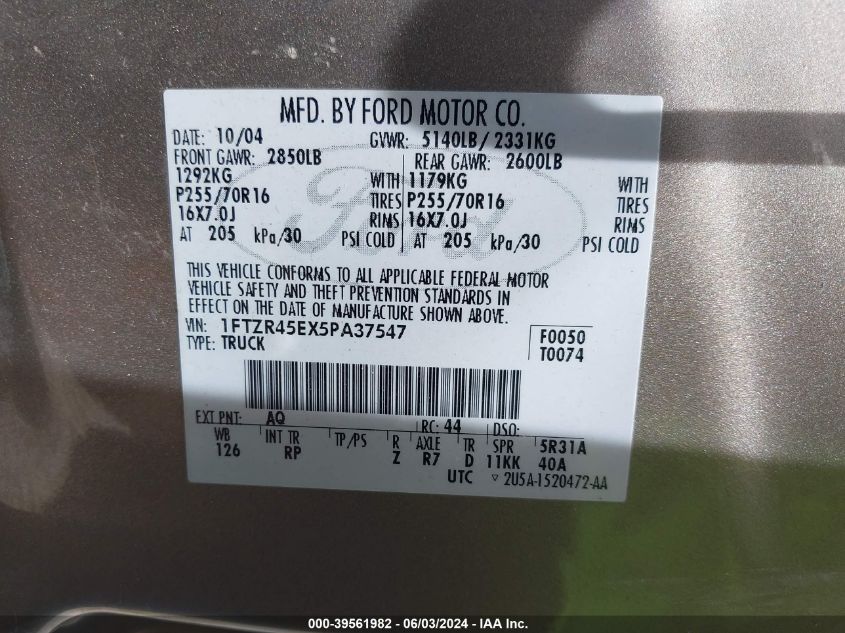 MFD. BY FORD MOTOR CO.
DATE: 10/04 GVWR: 5140LB/ 2331KG
FRONT GAWR: 2850LB REAR GAWR: 2600LB
1292KG WITH 1179KG WITH
P255/70R16 TIRES P255/70R16 TIRES
16X7.0J RIMS 16X7.0J RIMS
AT 205 kPa/30 PSI COLD AT 205 kPa/30 PSI COLD
Ford
THIS VEHICLE CONFORMS TO ALL APPLICABLE FEDERAL MOTOR
VEHICLE SAFETY AND THEFT PREVENTION STANDARDS IN
EFFECT ON THE DATE OF MANUFACTURE SHOWN ABOVE.
VIN: 1FTZR45EX5PA37547 F0050
TYPE: TRUCK T0074
EXT PNT: AQ RC: 44 DSO:
WB INT TR TP/PS R AXLE TR SPR 5R31A
126 RP Z R7 D 11KK 40A
UTC ▽ 2U5A-1520472-AA
000-39561982 - 06/03/2024 - IAA Inc.